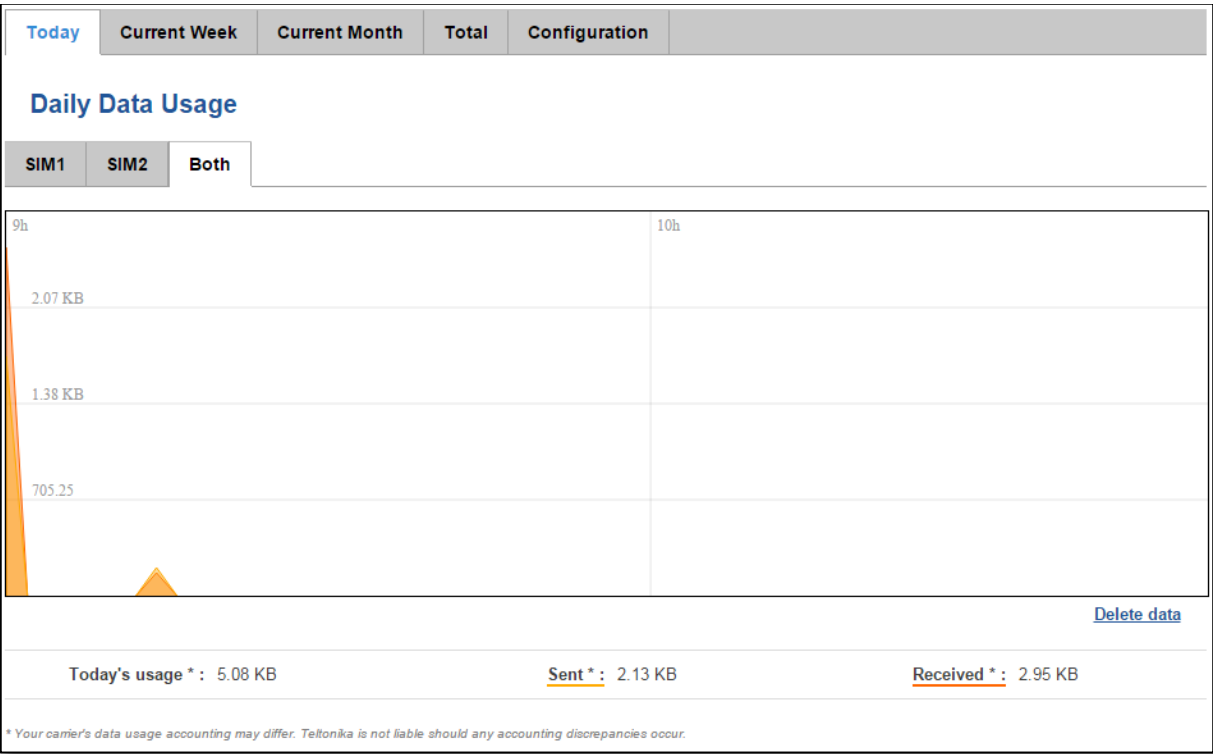 Today Current Week Current Month Total Configuration
Daily Data Usage
SIM1 SIM2 Both
9h 10h
2.07 KB
1.38 KB
705.25
Delete data
Today's usage * : 5.08 KB Sent * : 2.13 KB Received * : 2.95 KB
* Your carrier's data usage accounting may differ. Teltonika is not liable should any accounting discrepancies occur.